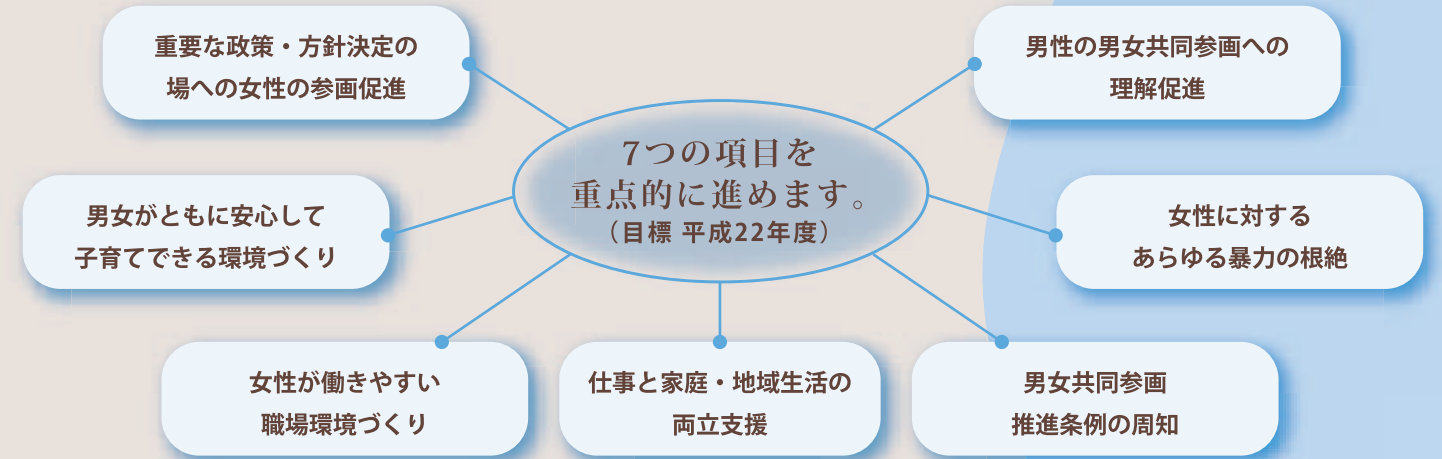 重要な政策・方針決定の
場への女性の参画促進
男性の男女共同参画への
理解促進
7つの項目を
重点的に進めます。
（目標 平成22年度）
男女がともに安心して
子育てできる環境づくり
女性に対する
あらゆる暴力の根絶
女性が働きやすい
職場環境づくり
仕事と家庭・地域生活の
両立支援
男女共同参画
推進条例の周知